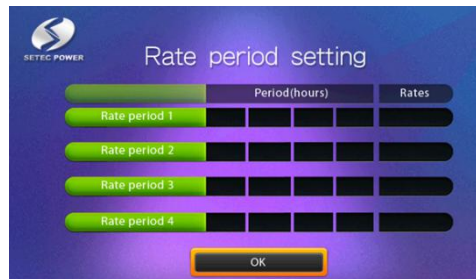 SETEC POWER
Rate period setting
Period(hours) Rates
Rate period 1
Rate period 2
Rate period 3
Rate period 4
OK